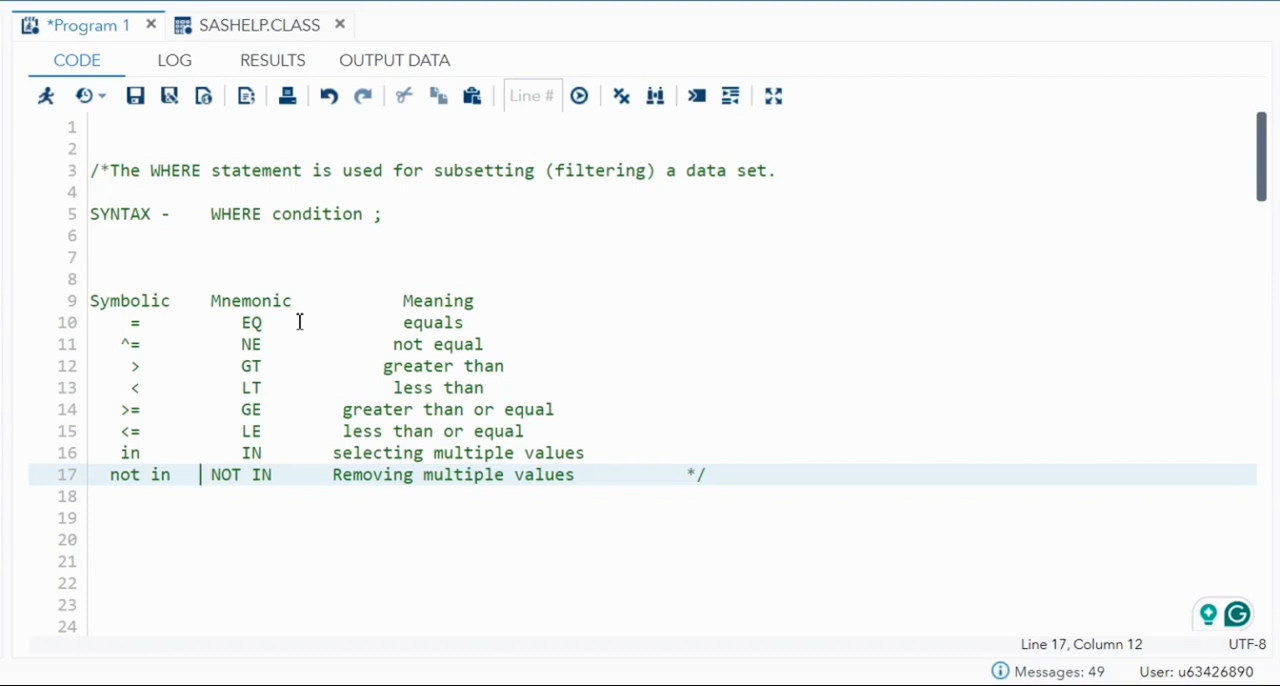 *Program 1 × SASHELP.CLASS ×
CODE LOG RESULTS OUTPUT DATA
Line #
1
2
3 /*The WHERE statement is used for subsetting (filtering) a data set.
4
5 SYNTAX - WHERE condition ;
6
7
8
9 Symbolic Mnemonic Meaning
10 = EQ equals
11 ^= NE not equal
12 > GT greater than
13 < LT less than
14 >= GE greater than or equal
15 <= LE less than or equal
16 in IN selecting multiple values
17 not in NOT IN Removing multiple values */
18
19
20
21
22
23
24
Line 17, Column 12 UTF-8
Messages: 49 User: u63426890